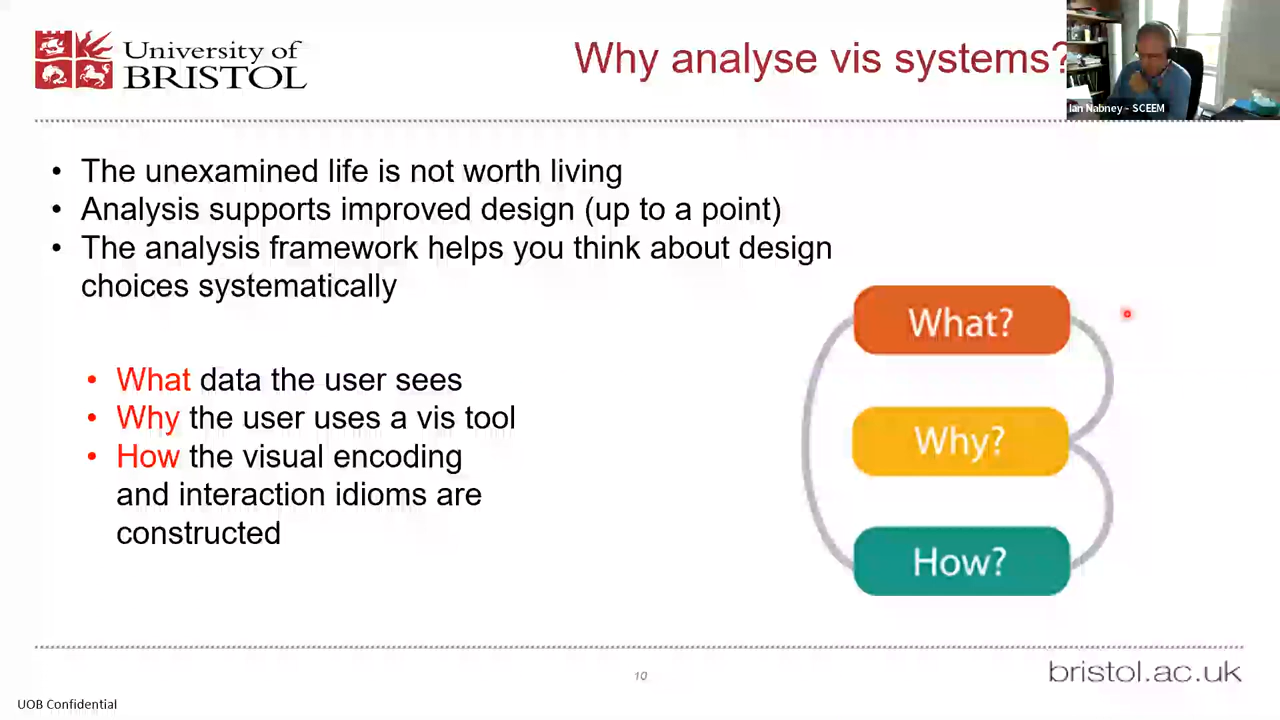 University of
BRISTOL
Why analyse vis systems?
Ian Nabney - SCEEM
• The unexamined life is not worth living
• Analysis supports improved design (up to a point)
• The analysis framework helps you think about design
choices systematically
• What data the user sees
• Why the user uses a vis tool
• How the visual encoding
and interaction idioms are
constructed
What?
Why?
How?
10
bristol.ac.uk
UOB Confidential